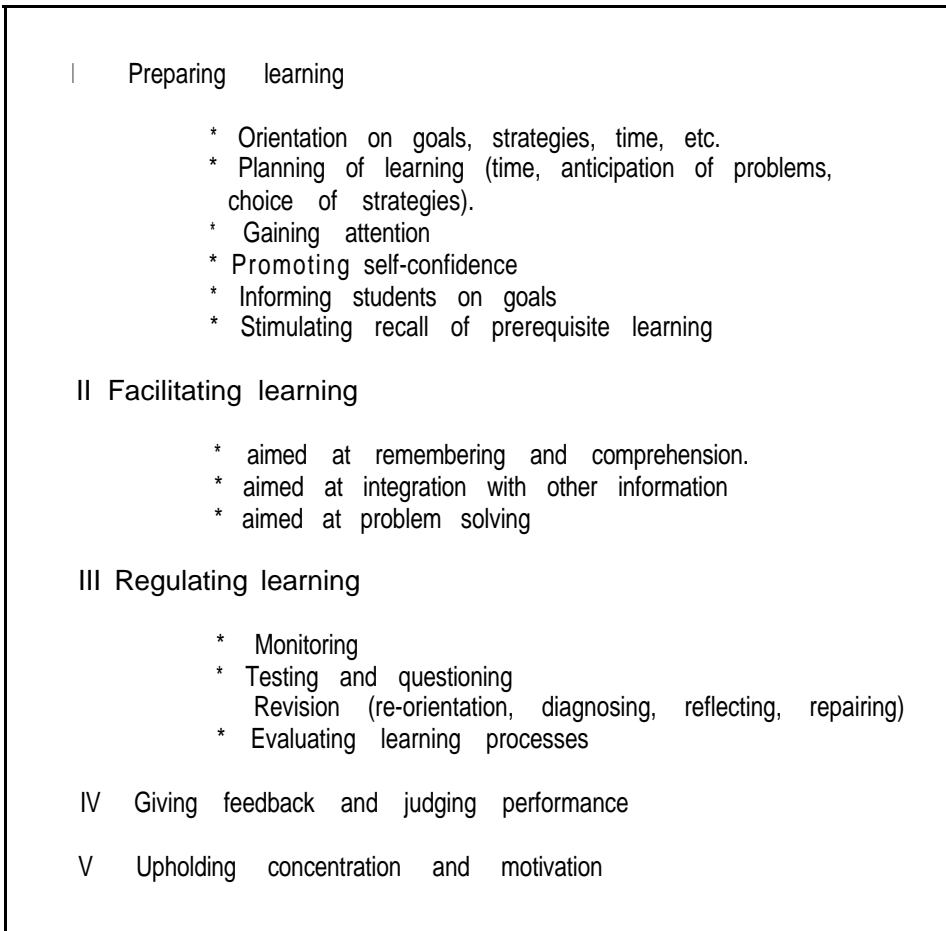 I Preparing learning
* Orientation on goals, strategies, time, etc.
* Planning of learning (time, anticipation of problems,
choice of strategies).
* Gaining attention
* Promoting self-confidence
* Informing students on goals
* Stimulating recall of prerequisite learning
II Facilitating learning
* aimed at remembering and comprehension.
* aimed at integration with other information
* aimed at problem solving
III Regulating learning
* Monitoring
* Testing and questioning
Revision (re-orientation, diagnosing, reflecting, repairing)
* Evaluating learning processes
IV Giving feedback and judging performance
V Upholding concentration and motivation